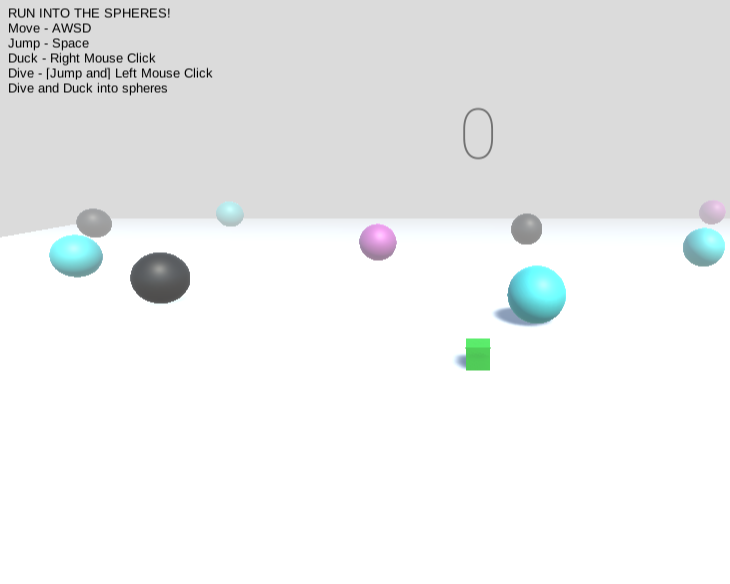 RUN INTO THE SPHERES!
Move - AWSD
Jump - Space
Duck - Right Mouse Click
Dive - [Jump and] Left Mouse Click
Dive and Duck into spheres
0